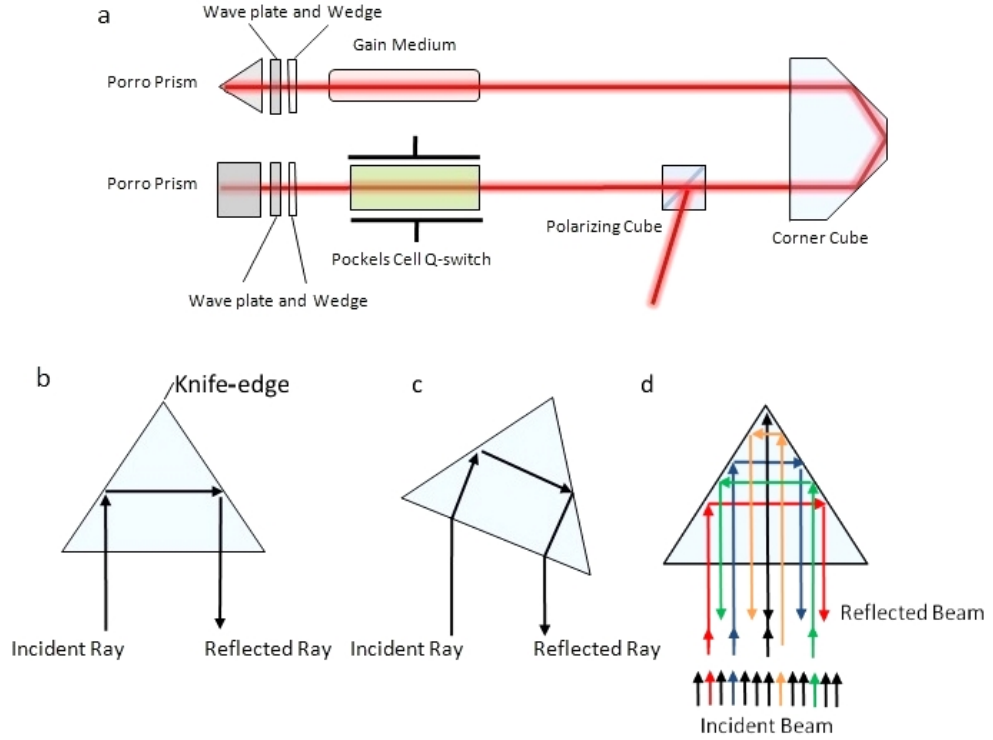 a
Wave plate and Wedge
Gain Medium
Porro Prism
Porro Prism
Polarizing Cube
Corner Cube
Pockels Cell Q-switch
Wave plate and Wedge
b
Knife-edge
Incident Ray
Reflected Ray
c
Incident Ray
Reflected Ray
d
Reflected Beam
Incident Beam